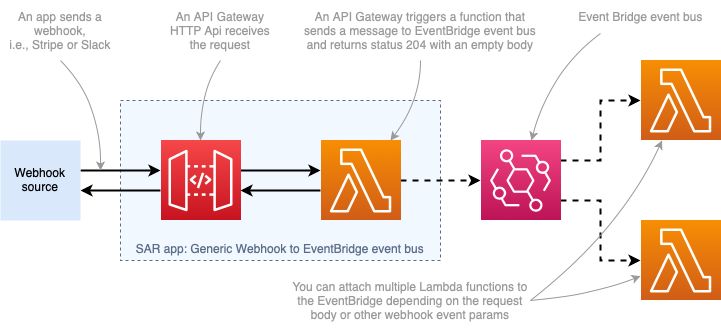 An app sends a
webhook,
i.e., Stripe or Slack
An API Gateway
HTTP Api receives
the request
An API Gateway triggers a function that
sends a message to EventBridge event bus
and returns status 204 with an empty body
Event Bridge event bus
Webhook
source
</>
SAR app: Generic Webhook to EventBridge event bus
You can attach multiple Lambda functions to
the EventBridge depending on the request
body or other webhook event params